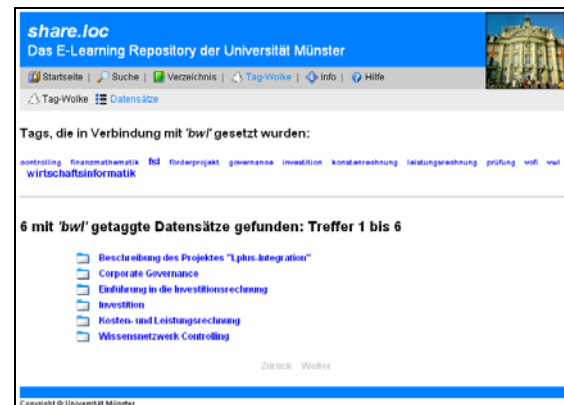 share.loc
Das E-Learning Repository der Universität Münster
Startseite | Suche | Verzeichnis | Tag-Wolke | Info | Hilfe
Tag-Wolke Datensätze
Tags, die in Verbindung mit 'bwl' gesetzt wurden:
controlling finanzmathematik fsl förderprojekt governance investition kostenrechnung leistungsrechnung prüfung vofi vwl
wirtschaftsinformatik
6 mit 'bwl' getaggte Datensätze gefunden: Treffer 1 bis 6
Beschreibung des Projektes "Lplus-Integration"
Corporate Governance
Einführung in die Investitionsrechnung
Investition
Kosten- und Leistungsrechnung
Wissensnetzwerk Controlling
Zurück Weiter
Copyright © Universität Münster